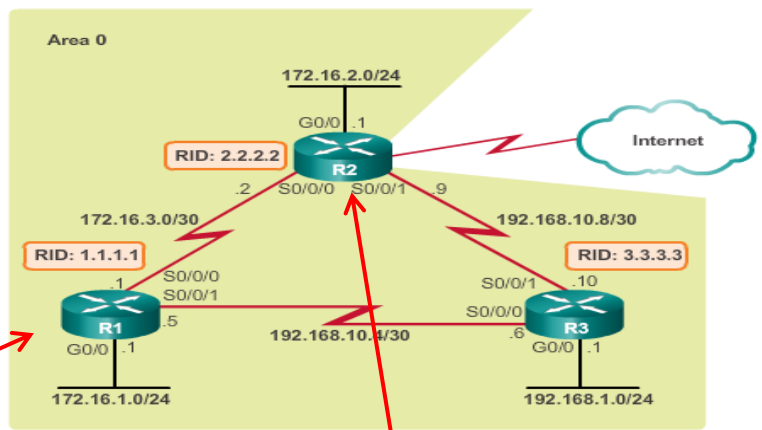 Area 0
172.16.2.0/24
G0/0 .1
Internet
RID: 2.2.2.2
R2
.2 S0/0/0 S0/0/1 .9
172.16.3.0/30
192.168.10.8/30
RID: 1.1.1.1
RID: 3.3.3.3
.1 S0/0/0
S0/0/1
S0/0/1 .10
S0/0/0
R1
.5
192.168.10.4/30
.6
R3
G0/0 .1
G0/0 .1
172.16.1.0/24
192.168.1.0/24